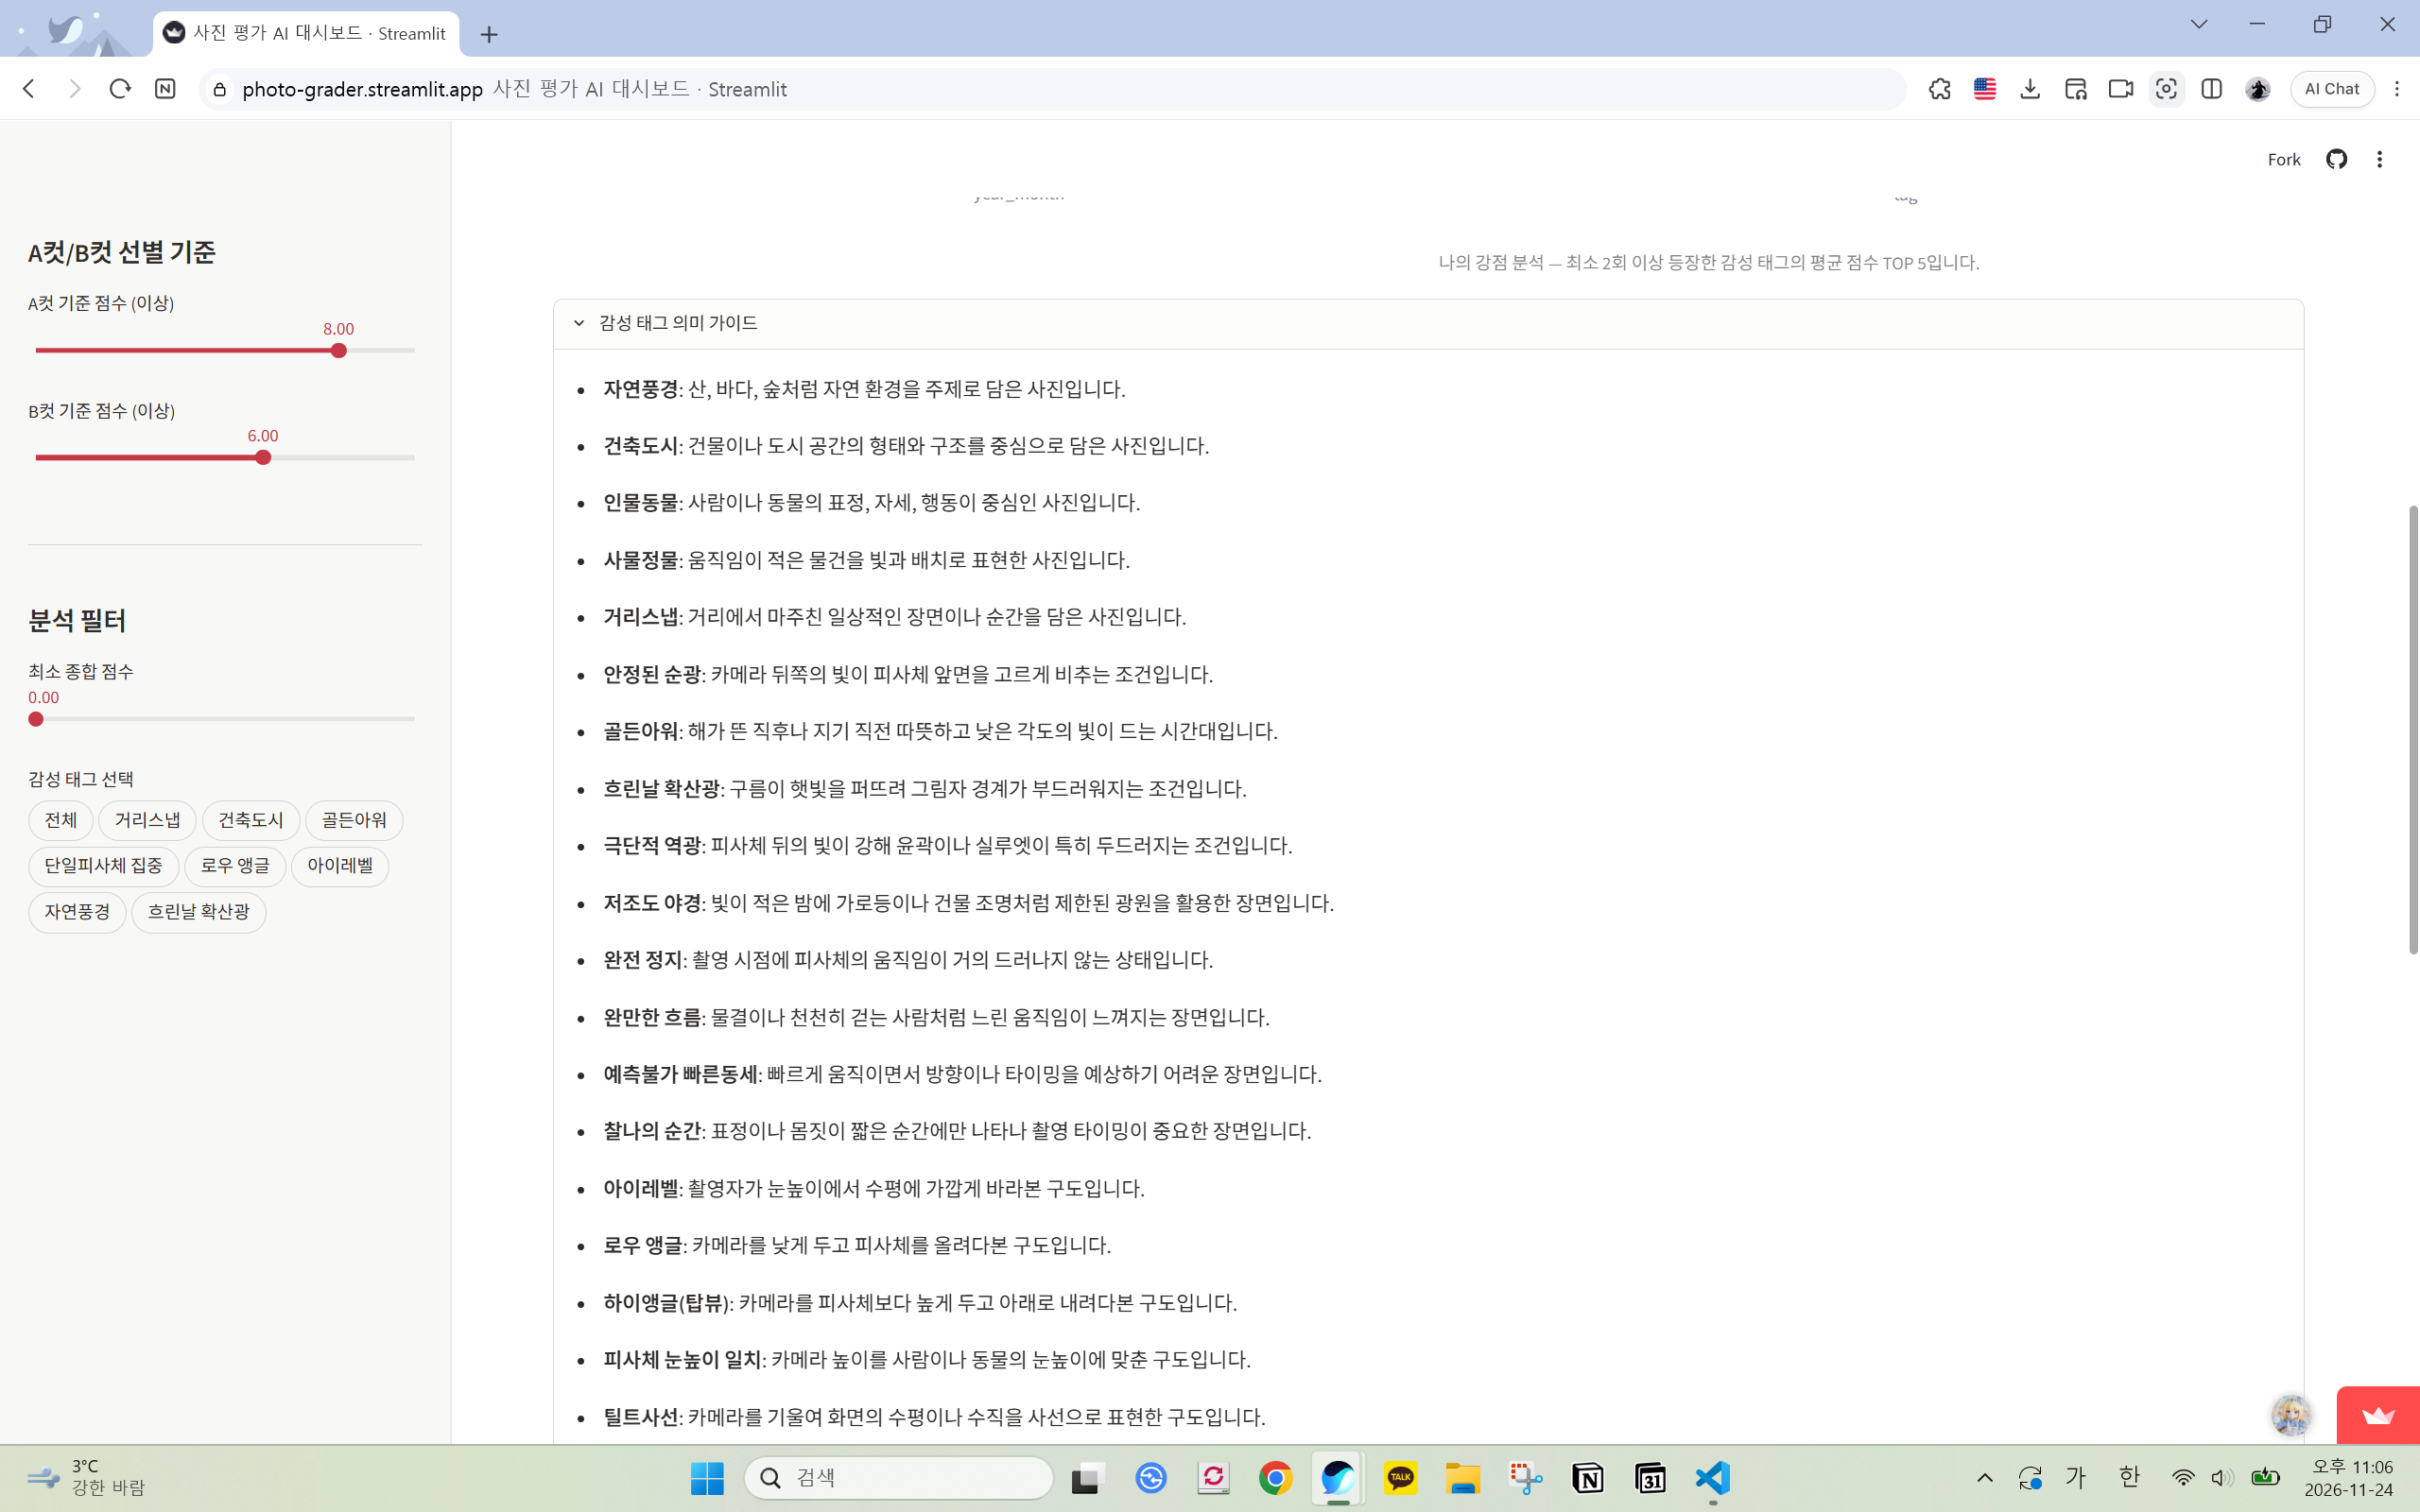 사진 평가 AI 대시보드 · Streamlit
photo-grader.streamlit.app 사진 평가 AI 대시보드 · Streamlit
AI Chat
Fork
A컷/B컷 선별 기준
A컷 기준 점수 (이상)
8.00
B컷 기준 점수 (이상)
6.00
분석 필터
최소 종합 점수
0.00
감성 태그 선택
전체 거리스냅 건축도시 골든아워
단일피사체 집중 로우 앵글 아이레벨
자연풍경 흐린날 확산광
year_month tag
나의 강점 분석 — 최소 2회 이상 등장한 감성 태그의 평균 점수 TOP 5입니다.
감성 태그 의미 가이드
• 자연풍경: 산, 바다, 숲처럼 자연 환경을 주제로 담은 사진입니다.
• 건축도시: 건물이나 도시 공간의 형태와 구조를 중심으로 담은 사진입니다.
• 인물동물: 사람이나 동물의 표정, 자세, 행동이 중심인 사진입니다.
• 사물정물: 움직임이 적은 물건을 빛과 배치로 표현한 사진입니다.
• 거리스냅: 거리에서 마주친 일상적인 장면이나 순간을 담은 사진입니다.
• 안정된 순광: 카메라 뒤쪽의 빛이 피사체 앞면을 고르게 비추는 조건입니다.
• 골든아워: 해가 뜬 직후나 지기 직전 따뜻하고 낮은 각도의 빛이 드는 시간대입니다.
• 흐린날 확산광: 구름이 햇빛을 퍼뜨려 그림자 경계가 부드러워지는 조건입니다.
• 극단적 역광: 피사체 뒤의 빛이 강해 윤곽이나 실루엣이 특히 두드러지는 조건입니다.
• 저조도 야경: 빛이 적은 밤에 가로등이나 건물 조명처럼 제한된 광원을 활용한 장면입니다.
• 완전 정지: 촬영 시점에 피사체의 움직임이 거의 드러나지 않는 상태입니다.
• 완만한 흐름: 물결이나 천천히 걷는 사람처럼 느린 움직임이 느껴지는 장면입니다.
• 예측불가 빠른동세: 빠르게 움직이면서 방향이나 타이밍을 예상하기 어려운 장면입니다.
• 찰나의 순간: 표정이나 몸짓이 짧은 순간에만 나타나 촬영 타이밍이 중요한 장면입니다.
• 아이레벨: 촬영자가 눈높이에서 수평에 가깝게 바라본 구도입니다.
• 로우 앵글: 카메라를 낮게 두고 피사체를 올려다본 구도입니다.
• 하이앵글(탑뷰): 카메라를 피사체보다 높게 두고 아래로 내려다본 구도입니다.
• 피사체 눈높이 일치: 카메라 높이를 사람이나 동물의 눈높이에 맞춘 구도입니다.
• 틸트사선: 카메라를 기울여 화면의 수평이나 수직을 사선으로 표현한 구도입니다.
3°C
강한 바람
검색
TALK
31
가 한
오후 11:06
2026-11-24